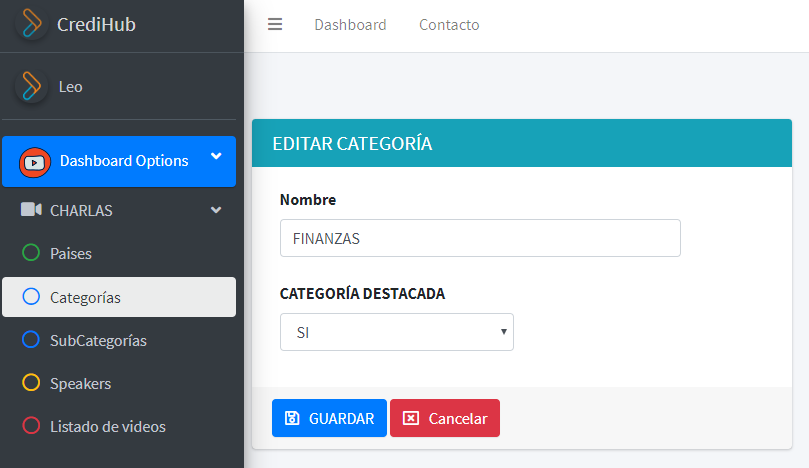 CrediHub
Dashboard Contacto
Leo
Dashboard Options
CHARLAS
Paises
Categorías
SubCategorías
Speakers
Listado de videos
EDITAR CATEGORÍA
Nombre
FINANZAS
CATEGORÍA DESTACADA
SI
GUARDAR Cancelar